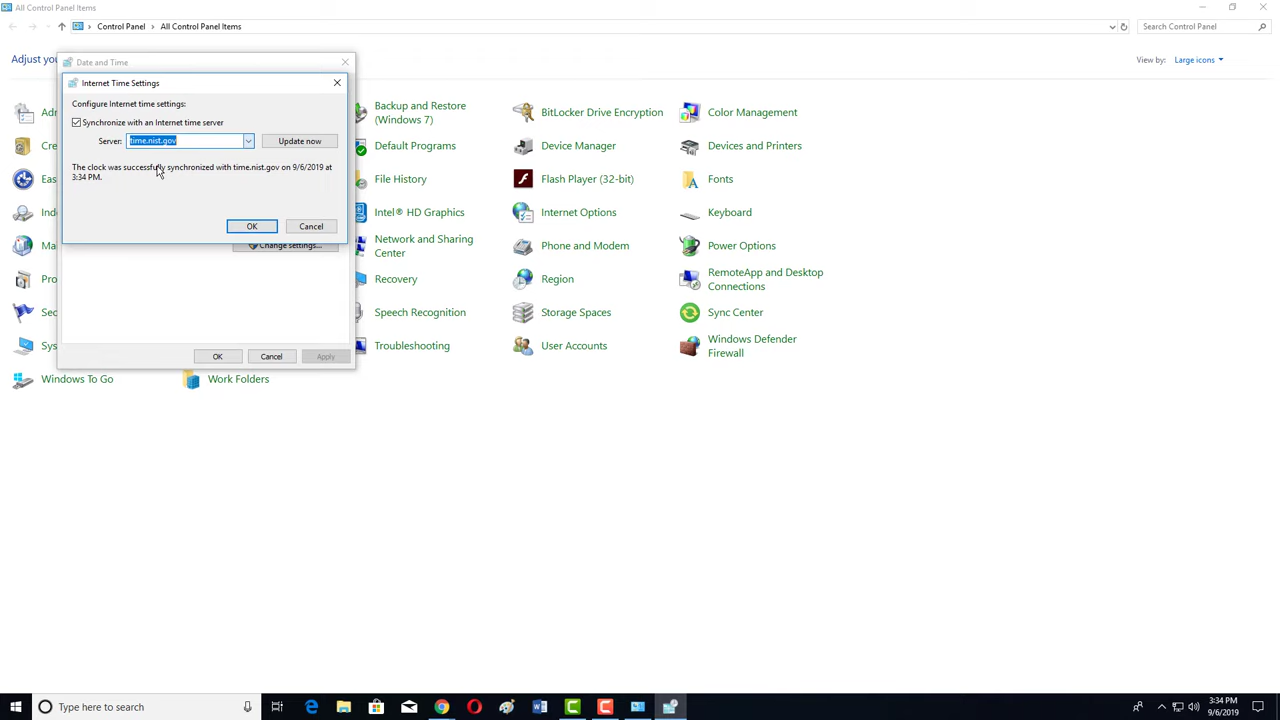 All Control Panel Items
Control Panel
All Control Panel Items
Search Control Panel
Adjust you
View by:
Large icons
Date and Time
Internet Time Settings
Configure Internet time settings:
Synchronize with an Internet time server
Server:
time.nist.gov
Update now
The clock was successfully synchronized with time.nist.gov on 9/6/2019 at
3:34 PM.
OK
Cancel
Change settings...
OK
Cancel
Apply
Backup and Restore
(Windows 7)
BitLocker Drive Encryption
Color Management
Default Programs
Device Manager
Devices and Printers
File History
Flash Player (32-bit)
Fonts
Intel® HD Graphics
Internet Options
Keyboard
Network and Sharing
Center
Phone and Modem
Power Options
Recovery
Region
RemoteApp and Desktop
Connections
Speech Recognition
Storage Spaces
Sync Center
Troubleshooting
User Accounts
Windows Defender
Firewall
Windows To Go
Work Folders
Type here to search
3:34 PM
9/6/2019